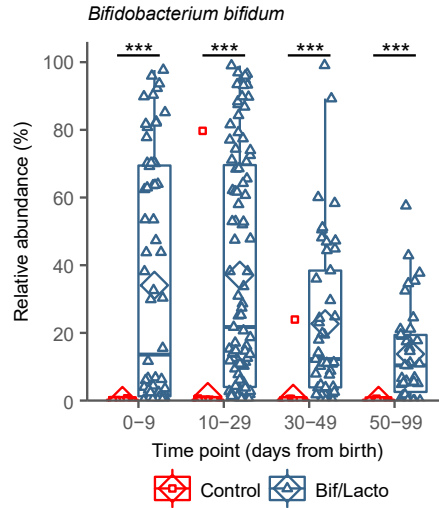 Bifidobacterium bifidum
*** *** *** ***
100
80
60
40
20
0
Relative abundance (%)
0–9 10–29 30–49 50–99
Time point (days from birth)
Control Bif/Lacto